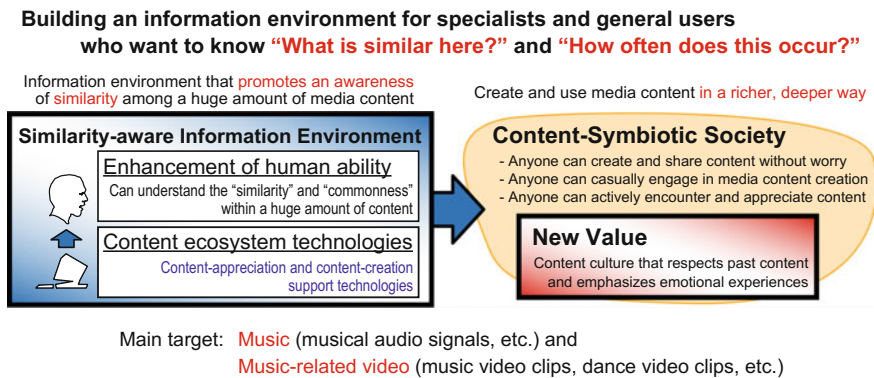 Building an information environment for specialists and general users
who want to know “What is similar here?” and “How often does this occur?”
Information environment that promotes an awareness
of similarity among a huge amount of media content
Similarity-aware Information Environment
Enhancement of human ability
Can understand the “similarity” and “commonness”
within a huge amount of content
Content ecosystem technologies
Content-appreciation and content-creation
support technologies
Create and use media content in a richer, deeper way
Content-Symbiotic Society
- Anyone can create and share content without worry
- Anyone can casually engage in media content creation
- Anyone can actively encounter and appreciate content
New Value
Content culture that respects past content
and emphasizes emotional experiences
Main target: Music (musical audio signals, etc.) and
Music-related video (music video clips, dance video clips, etc.)